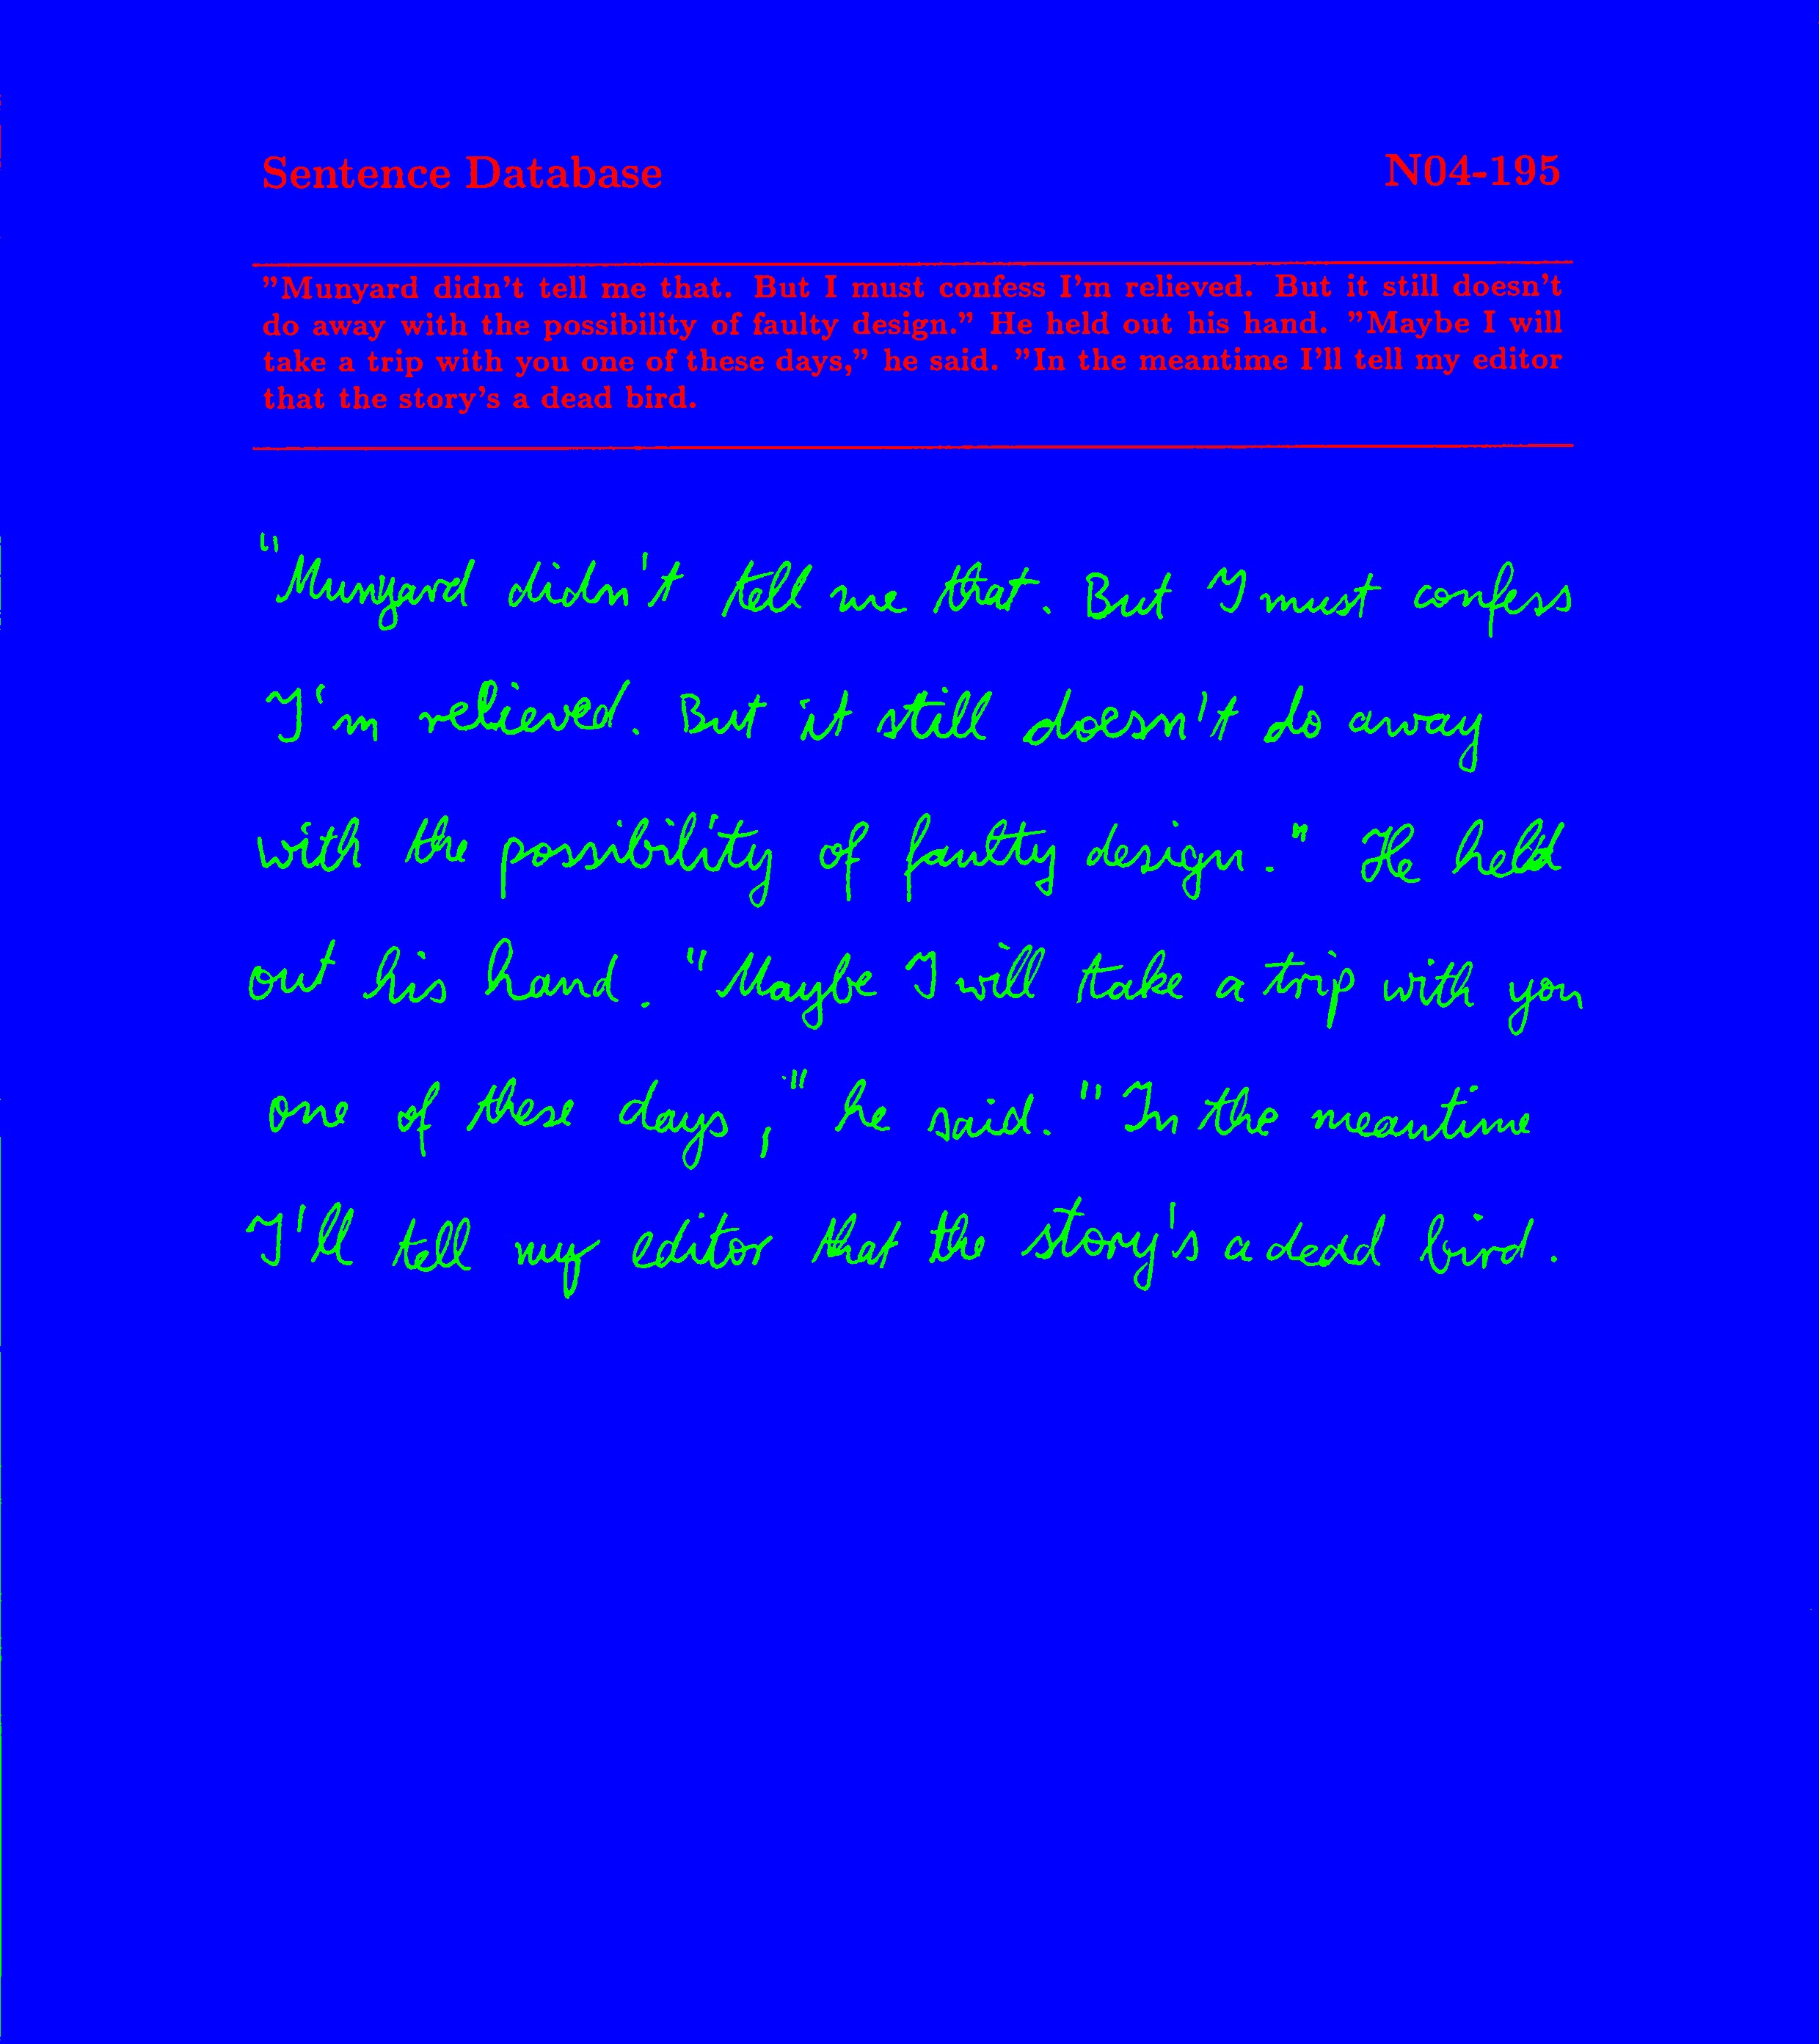 Sentence Database N04-195
"Munyard didn't tell me that. But I must confess I'm relieved. But it still doesn't
do away with the possibility of faulty design." He held out his hand. "Maybe I will
take a trip with you one of these days," he said. "In the meantime I'll tell my editor
that the story's a dead bird.
"Munyard didn't tell me that. But I must confess
I'm relieved. But it still doesn't do away
with the possibility of faulty design." He held
out his hand. "Maybe I will take a trip with you
one of these days," he said. "In the meantime
I'll tell my editor that the story's a dead bird.